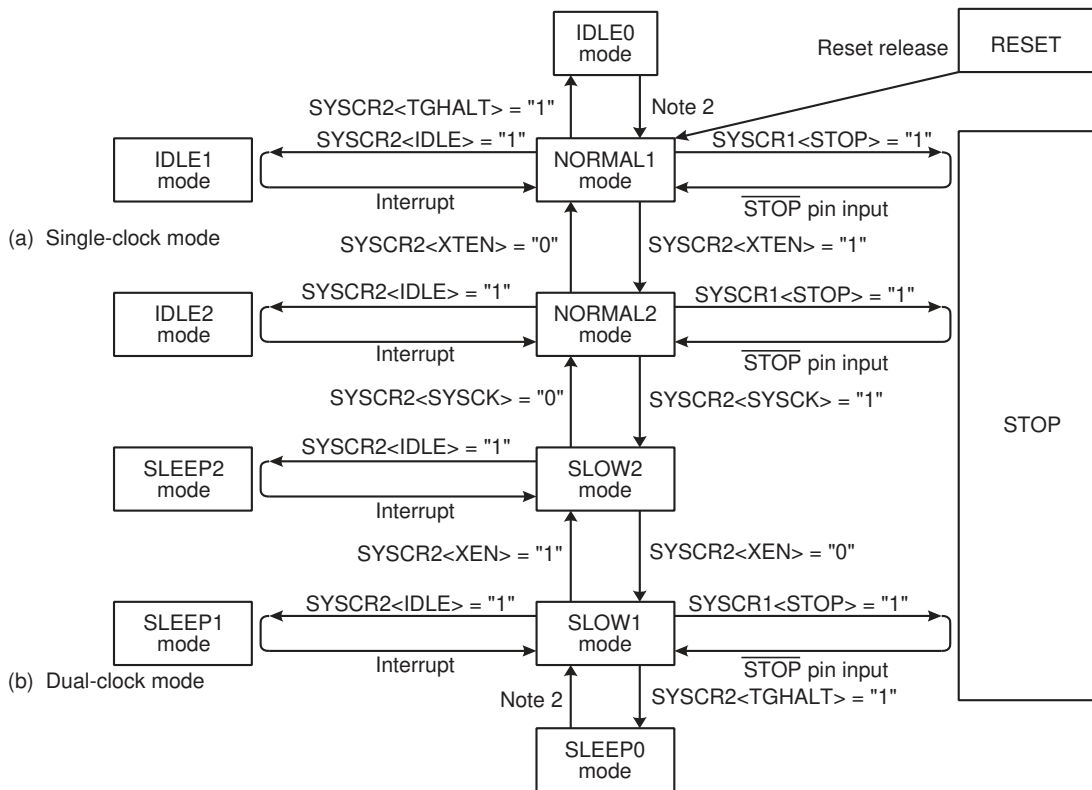 IDLE0
mode
Reset release
RESET
SYSCR2<TGHALT> = "1"
Note 2
IDLE1
mode
SYSCR2<IDLE> = "1"
Interrupt
NORMAL1
mode
SYSCR1<STOP> = "1"
STOP pin input
(a) Single-clock mode
SYSCR2<XTEN> = "0"
SYSCR2<XTEN> = "1"
IDLE2
mode
SYSCR2<IDLE> = "1"
Interrupt
NORMAL2
mode
SYSCR1<STOP> = "1"
STOP pin input
SYSCR2<SYSCK> = "0"
SYSCR2<SYSCK> = "1"
STOP
SLEEP2
mode
SYSCR2<IDLE> = "1"
Interrupt
SLOW2
mode
SYSCR2<XEN> = "1"
SYSCR2<XEN> = "0"
SLEEP1
mode
SYSCR2<IDLE> = "1"
Interrupt
SLOW1
mode
SYSCR1<STOP> = "1"
STOP pin input
(b) Dual-clock mode
Note 2
SYSCR2<TGHALT> = "1"
SLEEP0
mode